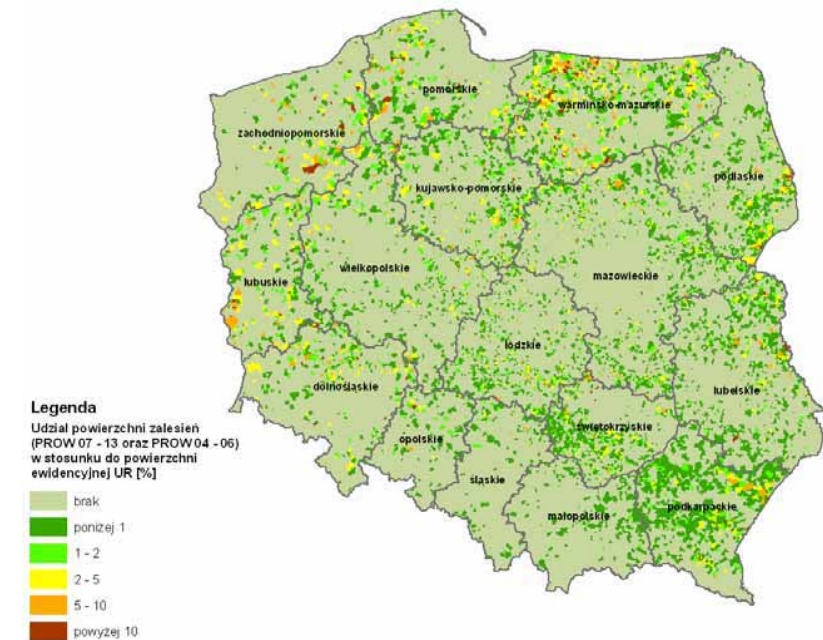 pomorskie
warmińsko-mazurskie
zachodniopomorskie
podlaskie
kujawsko-pomorskie
wielkopolskie
mazowieckie
lubuskie
łódzkie
dolnośląskie
lubelskie
opolskie
świętokrzyskie
śląskie
małopolskie
podkarpackie
Legenda
Udział powierzchni zalesień
(PROW 07 - 13 oraz PROW 04 - 06)
w stosunku do powierzchni
ewidencyjnej UR [%]
brak
poniżej 1
1 - 2
2 - 5
5 - 10
powyżej 10